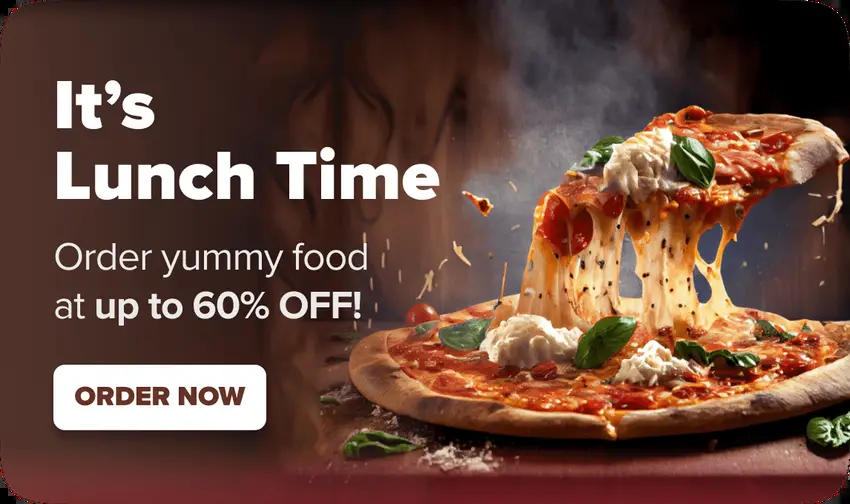 It’s
Lunch Time
Order yummy food
at up to 60% OFF!
ORDER NOW